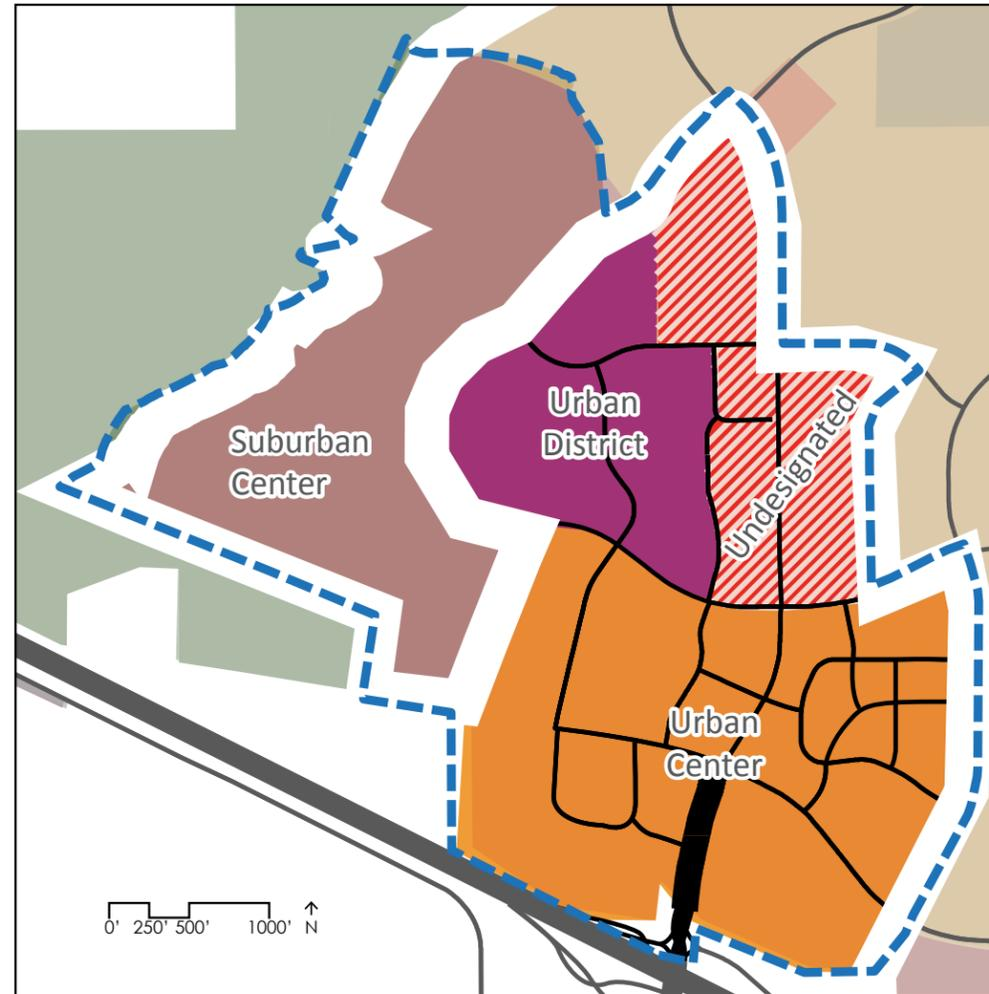 Urban
District
Undesignated
Suburban
Center
Urban
Center
0' 250' 500' 1000' N